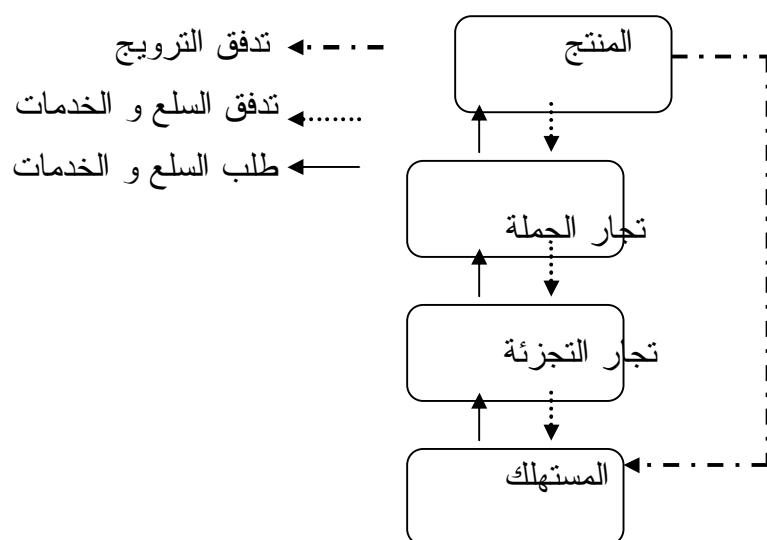 المنتج
تدفق الترويج
تدفق السلع و الخدمات
طلب السلع و الخدمات
تجار الجملة
تجار التجزئة
المستهلك